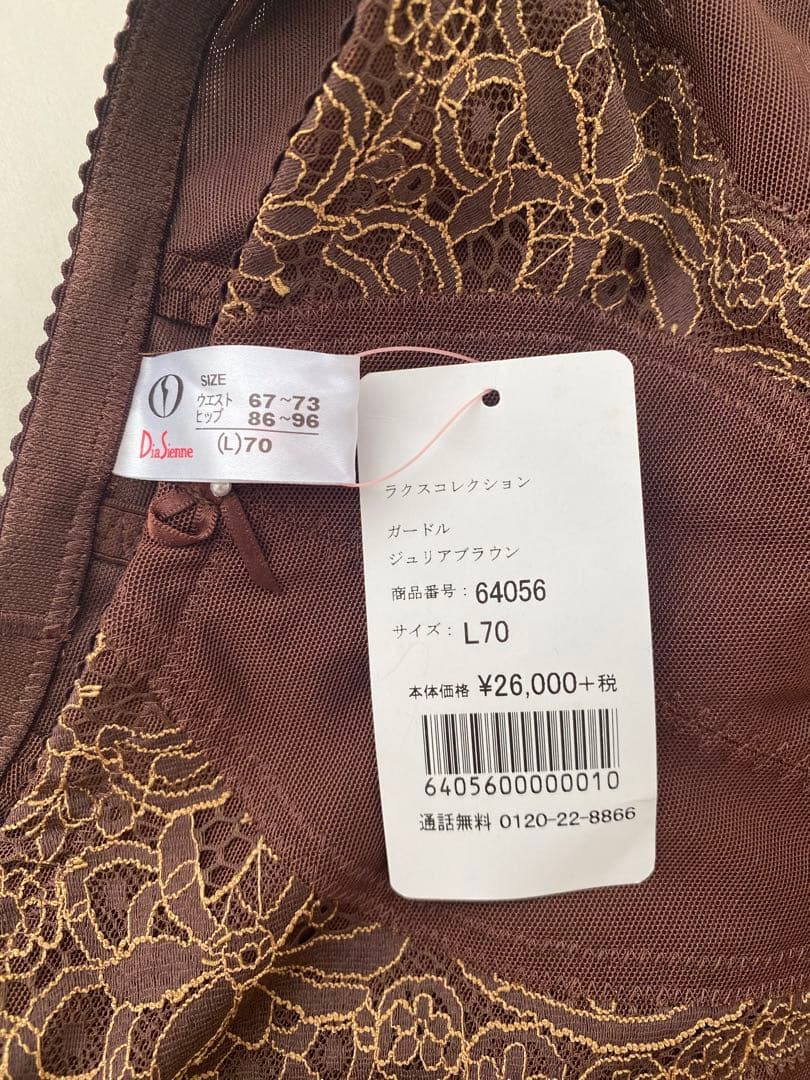 SIZE
ウエスト 67~73
ヒップ 86~96
(L)70
DiaSienne
ラクスコレクション
ガードル
ジュリアブラウン
商品番号: 64056
サイズ: L70
本体価格 ¥26,000+税
6405600000010
通話無料 0120-22-8866